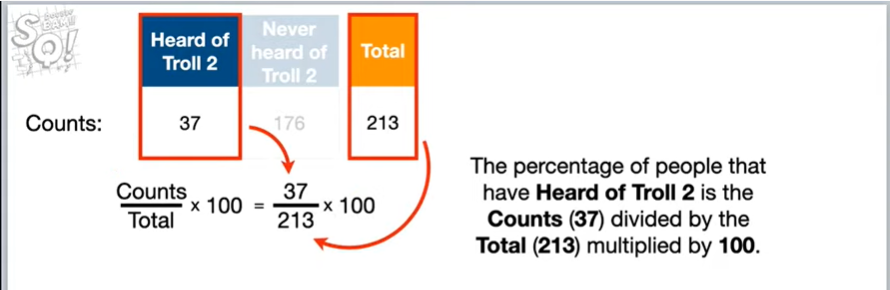 Heard of
Troll 2
Never
heard of
Troll 2
Total
Counts:
37
176
213
Counts
Total
x 100 =
37
213
x 100
The percentage of people that
have Heard of Troll 2 is the
Counts (37) divided by the
Total (213) multiplied by 100.